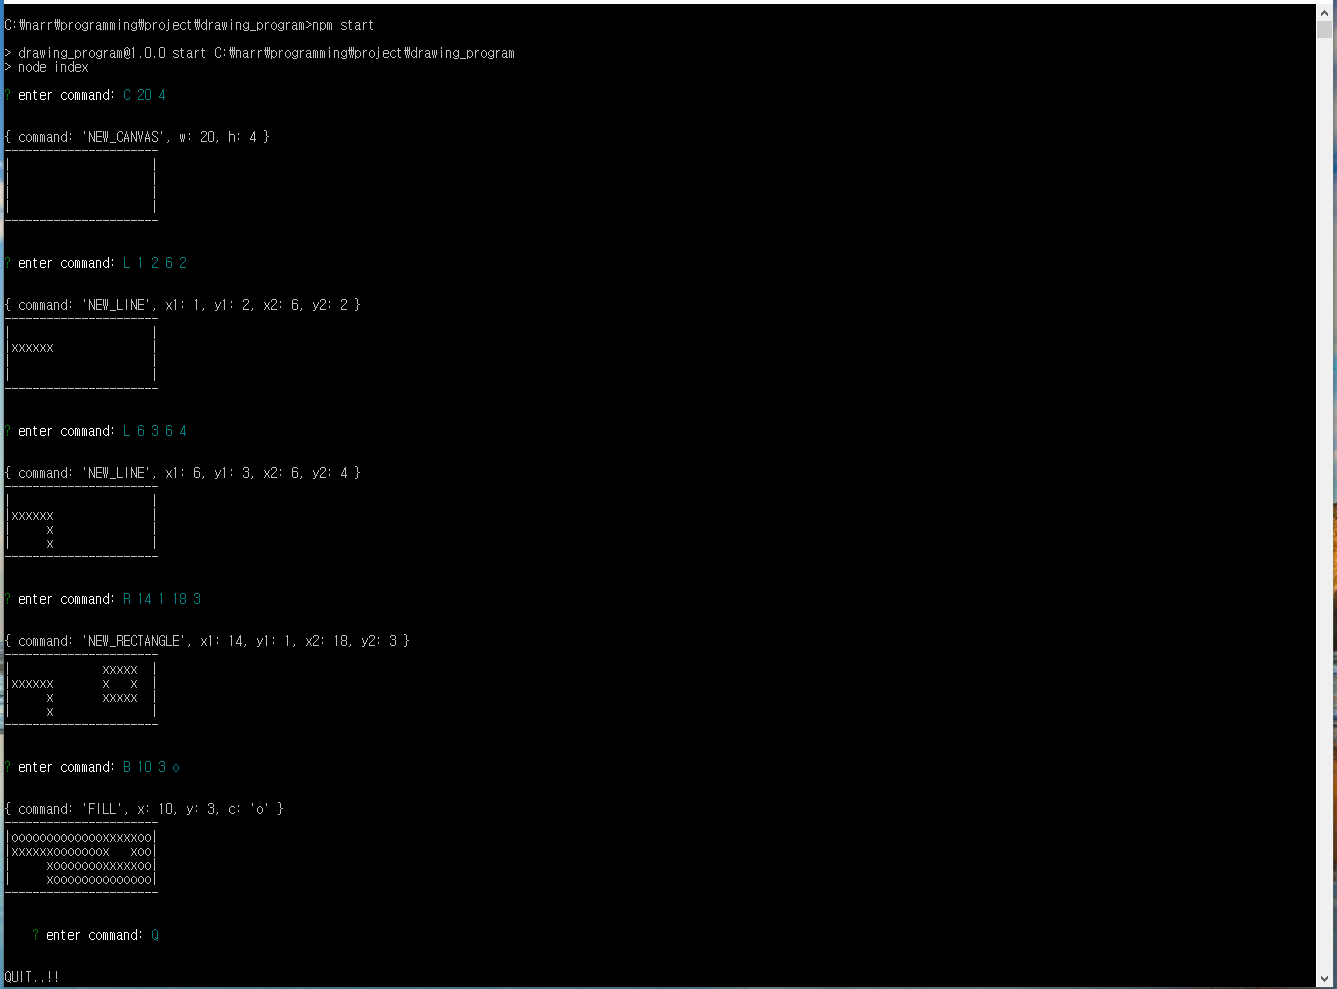 C:₩narr₩programming₩project₩drawing_program>npm start
> drawing_program@1.0.0 start C:₩narr₩programming₩project₩drawing_program
> node index
? enter command: C 20 4
{ command: 'NEW_CANVAS', w: 20, h: 4 }
----------------------
|                    |
|                    |
|                    |
|                    |
----------------------
? enter command: L 1 2 6 2
{ command: 'NEW_LINE', x1: 1, y1: 2, x2: 6, y2: 2 }
----------------------
|                    |
|xxxxxx              |
|                    |
|                    |
----------------------
? enter command: L 6 3 6 4
{ command: 'NEW_LINE', x1: 6, y1: 3, x2: 6, y2: 4 }
----------------------
|                    |
|xxxxxx              |
|     x              |
|     x              |
----------------------
? enter command: R 14 1 18 3
{ command: 'NEW_RECTANGLE', x1: 14, y1: 1, x2: 18, y2: 3 }
----------------------
|             xxxxx  |
|xxxxxx       x   x  |
|     x       xxxxx  |
|     x              |
----------------------
? enter command: B 10 3 o
{ command: 'FILL', x: 10, y: 3, c: 'o' }
----------------------
|oooooooooooooxxxxxoo|
|xxxxxxooooooox   xoo|
|     xoooooooxxxxxoo|
|     xoooooooooooooo|
----------------------
? enter command: Q
QUIT..!!